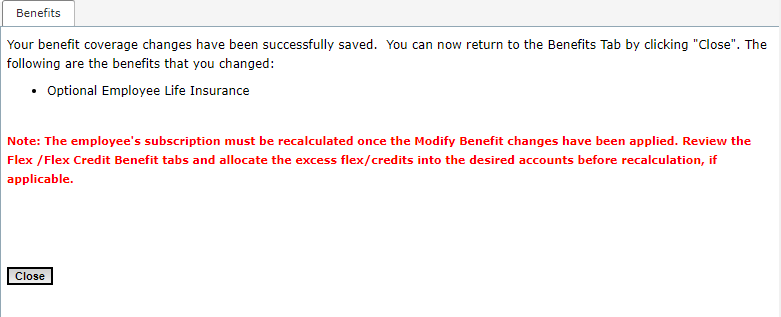 Benefits
Your benefit coverage changes have been successfully saved.  You can now return to the Benefits Tab by clicking "Close". The
following are the benefits that you changed:
• Optional Employee Life Insurance
Note: The employee's subscription must be recalculated once the Modify Benefit changes have been applied. Review the
Flex /Flex Credit Benefit tabs and allocate the excess flex/credits into the desired accounts before recalculation, if
applicable.
Close